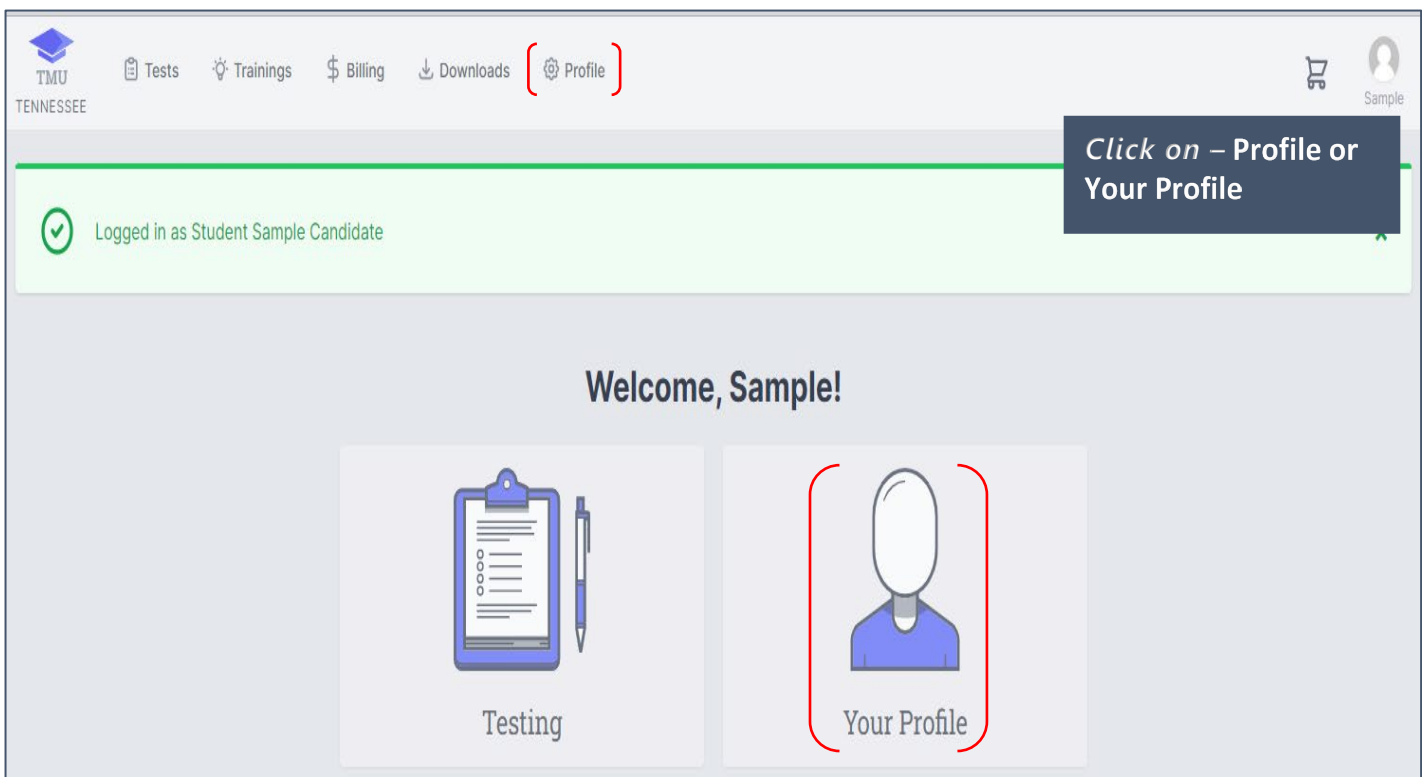 TMU
TENNESSEE
Tests Trainings $ Billing Downloads Profile
Sample
Click on – Profile or
Your Profile
Logged in as Student Sample Candidate
Welcome, Sample!
Testing
Your Profile